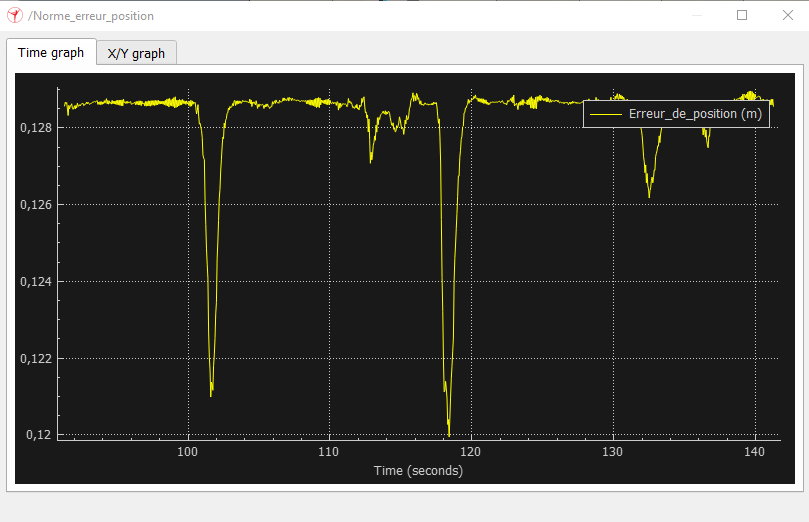 /Norme_erreur_position
Time graph
X/Y graph
Erreur_de_position (m)
0,128
0,126
0,124
0,122
0,12
100 110 120 130 140
Time (seconds)